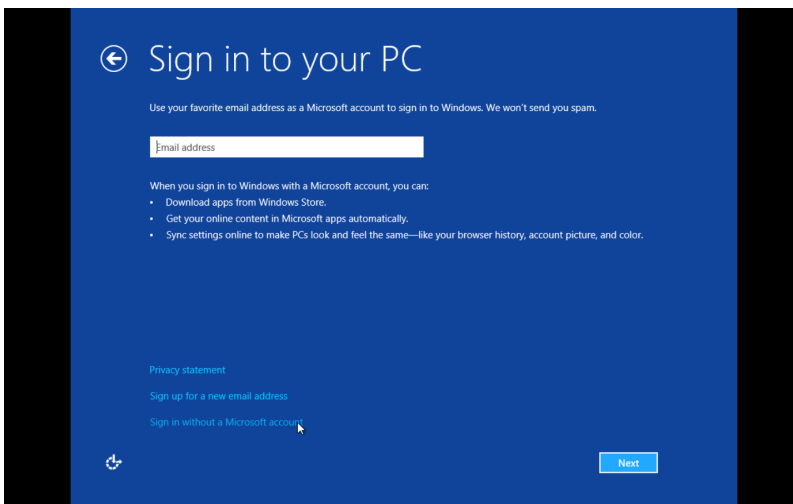 Sign in to your PC
Use your favorite email address as a Microsoft account to sign in to Windows. We won't send you spam.
Email address
When you sign in to Windows with a Microsoft account, you can:
• Download apps from Windows Store.
• Get your online content in Microsoft apps automatically.
• Sync settings online to make PCs look and feel the same—like your browser history, account picture, and color.
Privacy statement
Sign up for a new email address
Sign in without a Microsoft account
Next